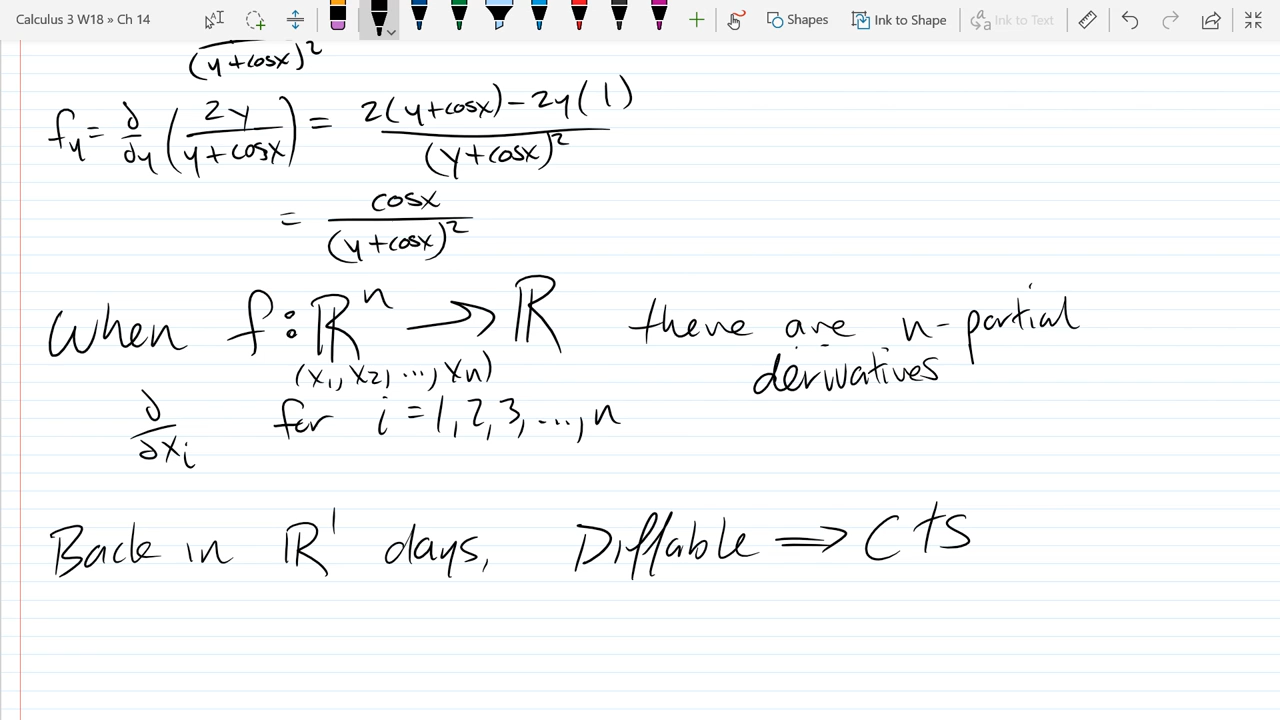 Calculus 3 W18 » Ch 14
Shapes
Ink to Shape
Ink to Text
(y+cosx)²
f_y = ∂/∂y (2y/(y+cosx)) = (2(y+cosx) - 2y(1))/(y+cosx)²
= cosx/(y+cosx)²
When f: ℝⁿ → ℝ there are n-partial
(x₁, x₂, ..., xₙ) derivatives
∂/∂xᵢ for i = 1, 2, 3, ..., n
Back in ℝ¹ days, Diffable ⟹ cts